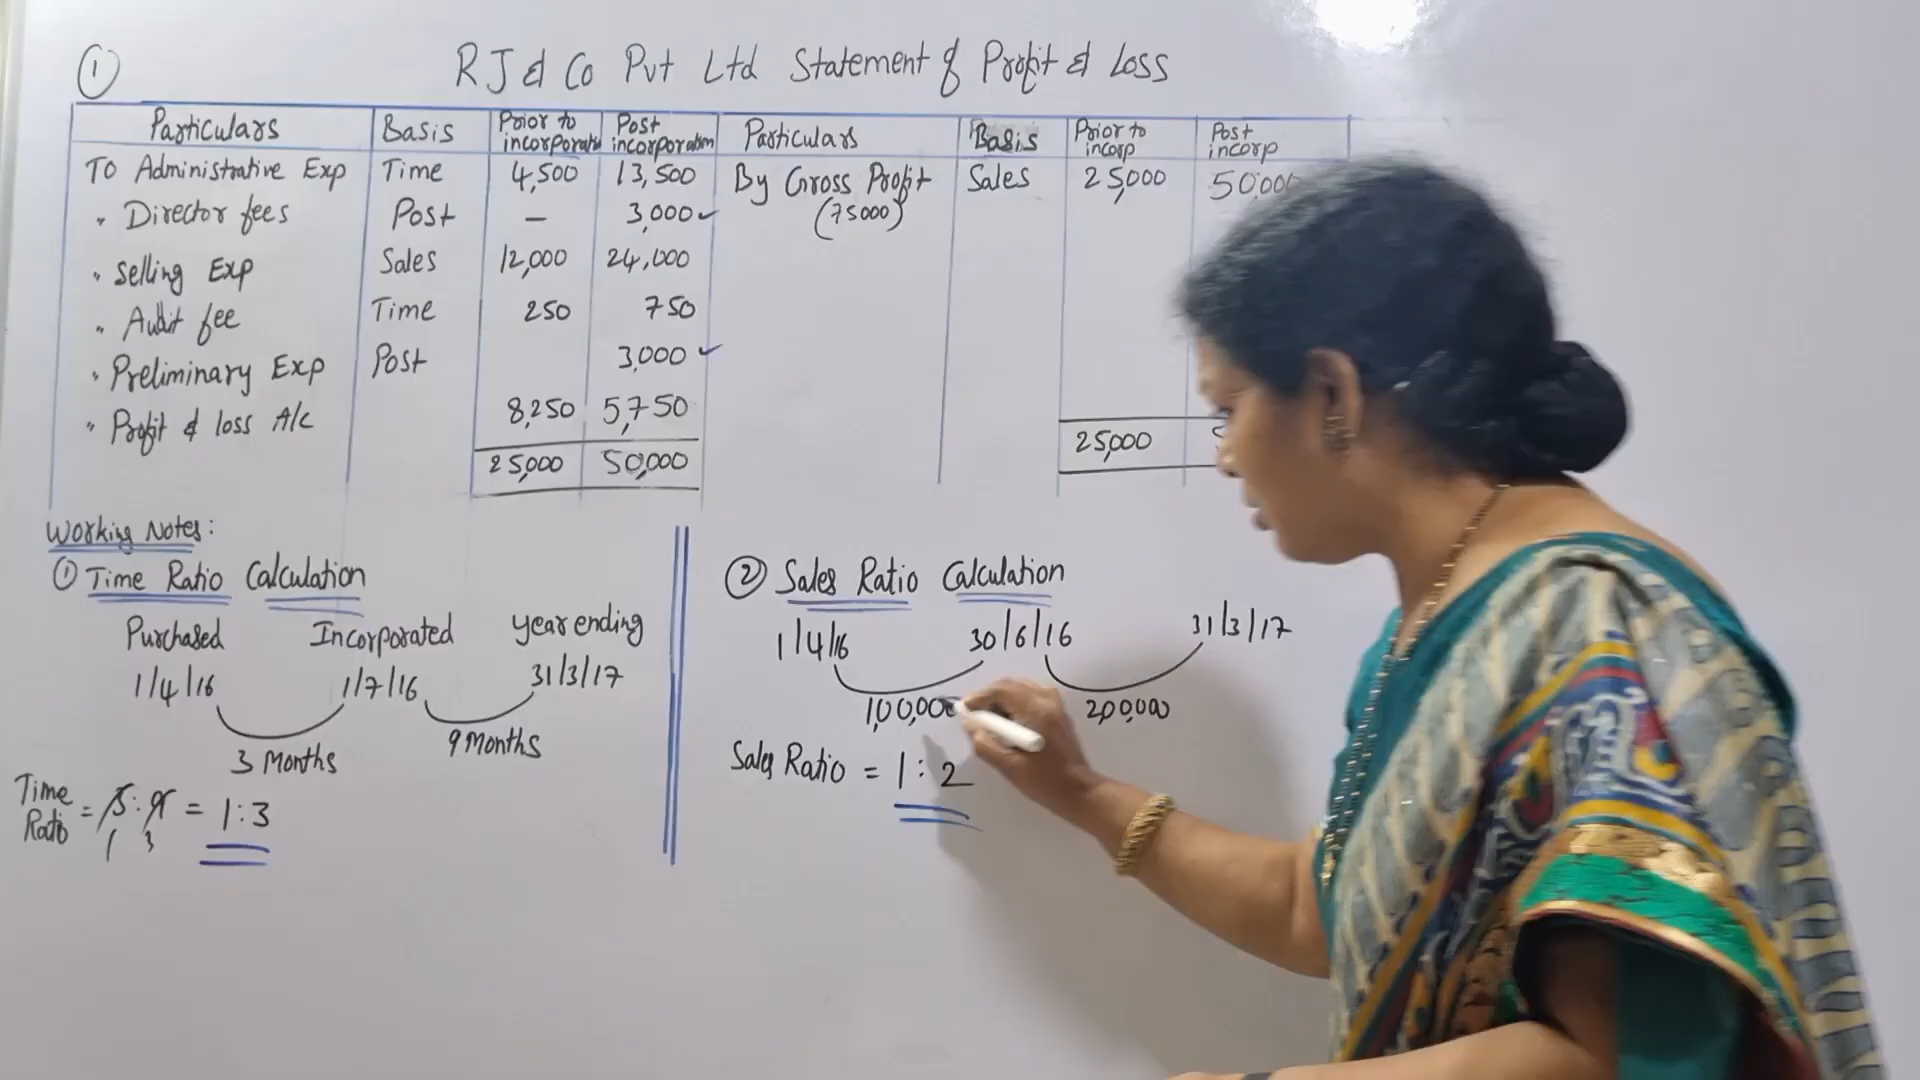 1
RJ & Co Pvt Ltd Statement of Profit & Loss
Particulars Basis Prior to incorporati Post incorporation Particulars Basis Prior to incorp Post incorp
To Administrative Exp Time 4,500 13,500 By Gross Profit Sales 25,000 50,000
" Director fees Post – 3,000 ✓ (75000)
" Selling Exp Sales 12,000 24,000
" Audit fee Time 250 750
" Preliminary Exp Post 3,000 ✓
" Profit & loss A/c 8,250 5,750
25,000 50,000 25,000
Working Notes:
① Time Ratio Calculation
Purchased Incorporated year ending
1/4/16 1/7/16 31/3/17
3 Months 9 Months
Time Ratio = 3:9 = 1:3
1 3
② Sales Ratio Calculation
1/4/16 30/6/16 31/3/17
1,00,000 2,00,000
Sales Ratio = 1:2